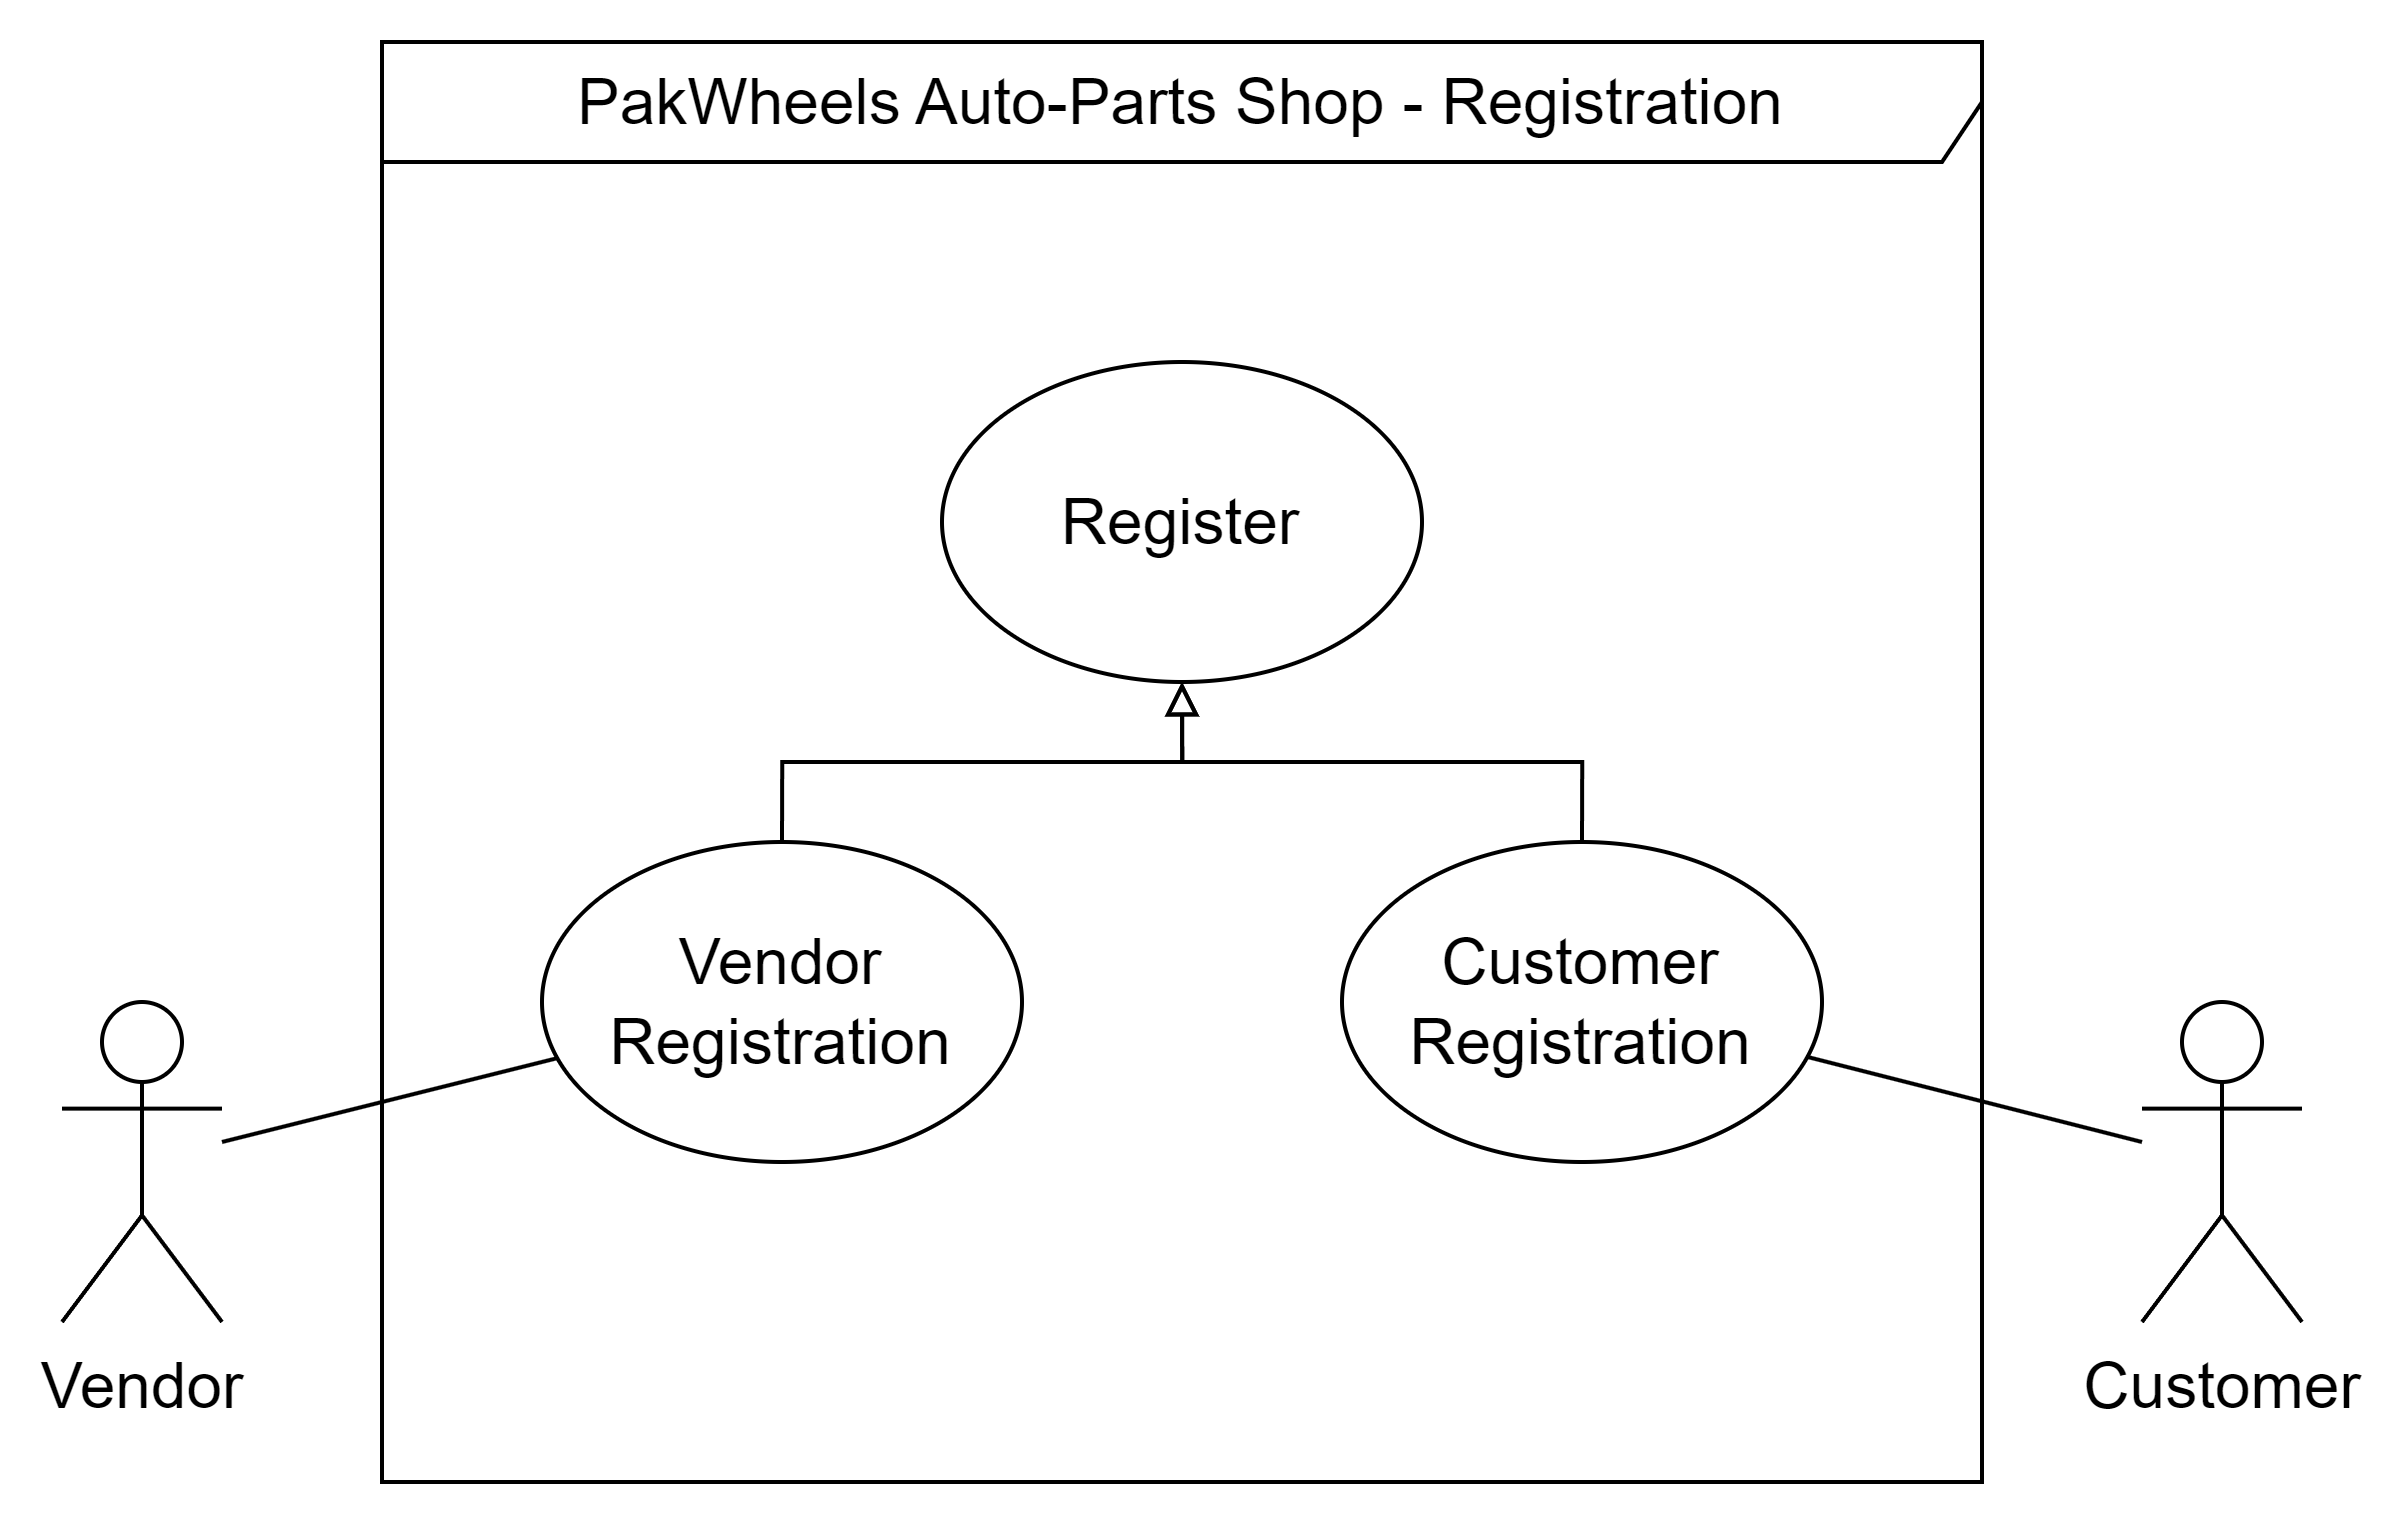 PakWheels Auto-Parts Shop - Registration
Register
Vendor
Registration
Customer
Registration
Vendor
Customer